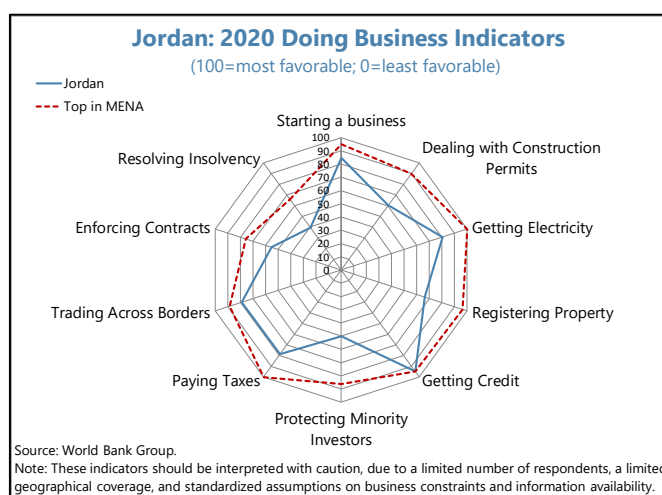 Jordan: 2020 Doing Business Indicators
(100=most favorable; 0=least favorable)
Jordan
Top in MENA
Starting a business
Dealing with Construction
Permits
Getting Electricity
Registering Property
Getting Credit
Protecting Minority
Investors
Paying Taxes
Trading Across Borders
Enforcing Contracts
Resolving Insolvency
100
90
80
70
60
50
40
30
20
10
0
Source: World Bank Group.
Note: These indicators should be interpreted with caution, due to a limited number of respondents, a limited
geographical coverage, and standardized assumptions on business constraints and information availability.